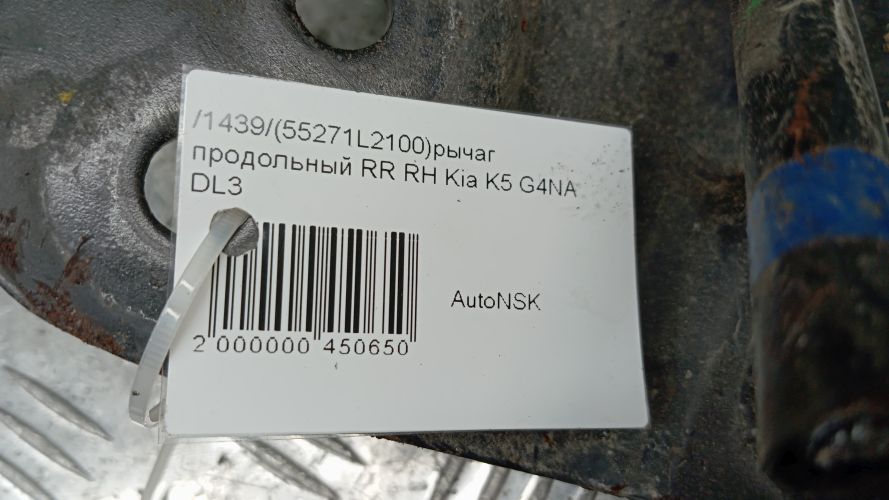 /1439/(55271L2100)рычаг
продольный RR RH Kia K5 G4NA
DL3
AutoNSK
2 000000 450650